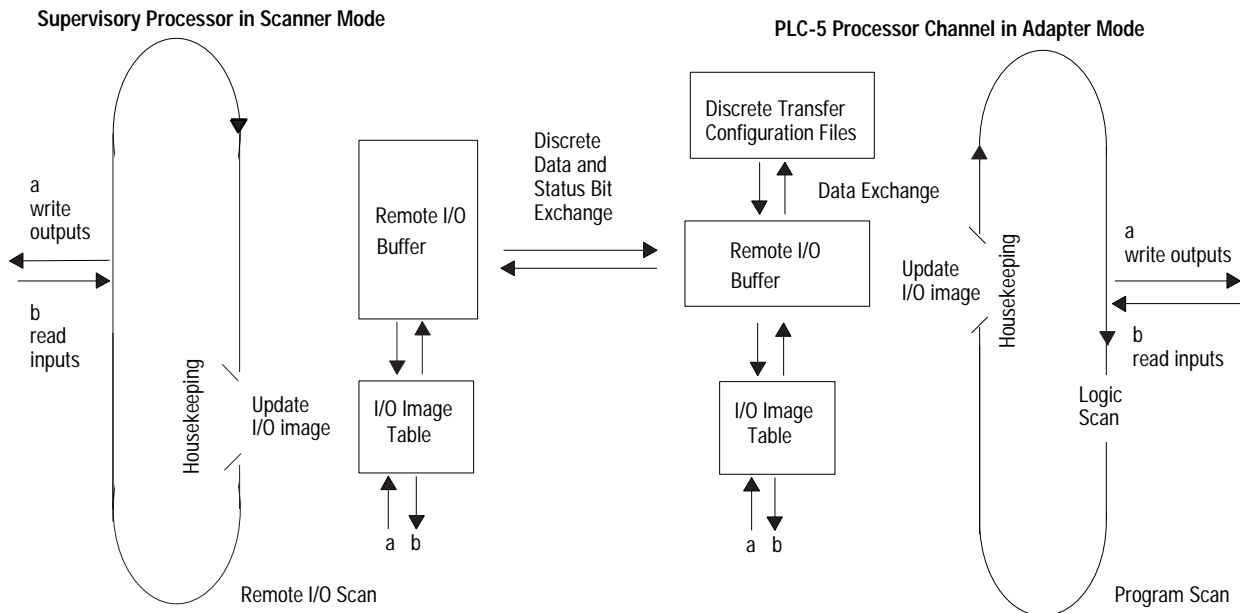 Supervisory Processor in Scanner Mode
PLC-5 Processor Channel in Adapter Mode
a
write
outputs
b
read
inputs
Housekeeping
Update
I/O image
Remote I/O Scan
Remote I/O
Buffer
I/O Image
Table
a b
Discrete
Data and
Status Bit
Exchange
Discrete Transfer
Configuration Files
Data Exchange
Remote I/O
Buffer
I/O Image
Table
a b
Update
I/O image
Housekeeping
a
write outputs
b
read inputs
Logic
Scan
Program Scan